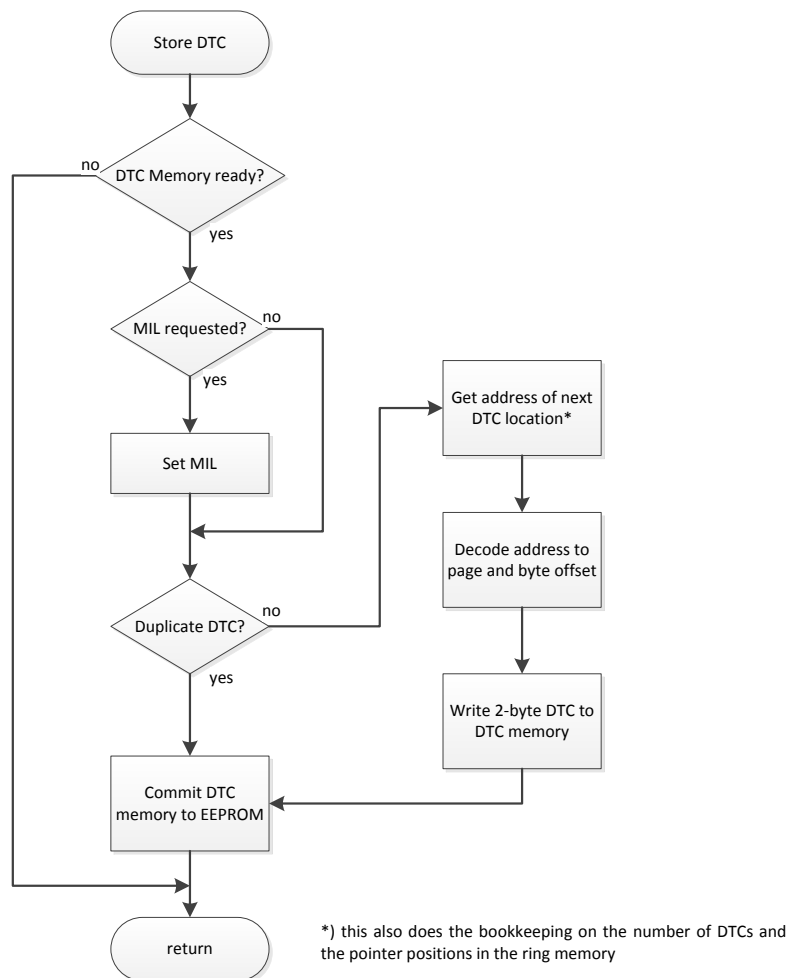 Store DTC
no
DTC Memory ready?
yes
MIL requested?
no
yes
Get address of next
DTC location*
Set MIL
Decode address to
page and byte offset
Duplicate DTC?
no
yes
Write 2-byte DTC to
DTC memory
Commit DTC
memory to EEPROM
return
*) this also does the bookkeeping on the number of DTCs and
the pointer positions in the ring memory